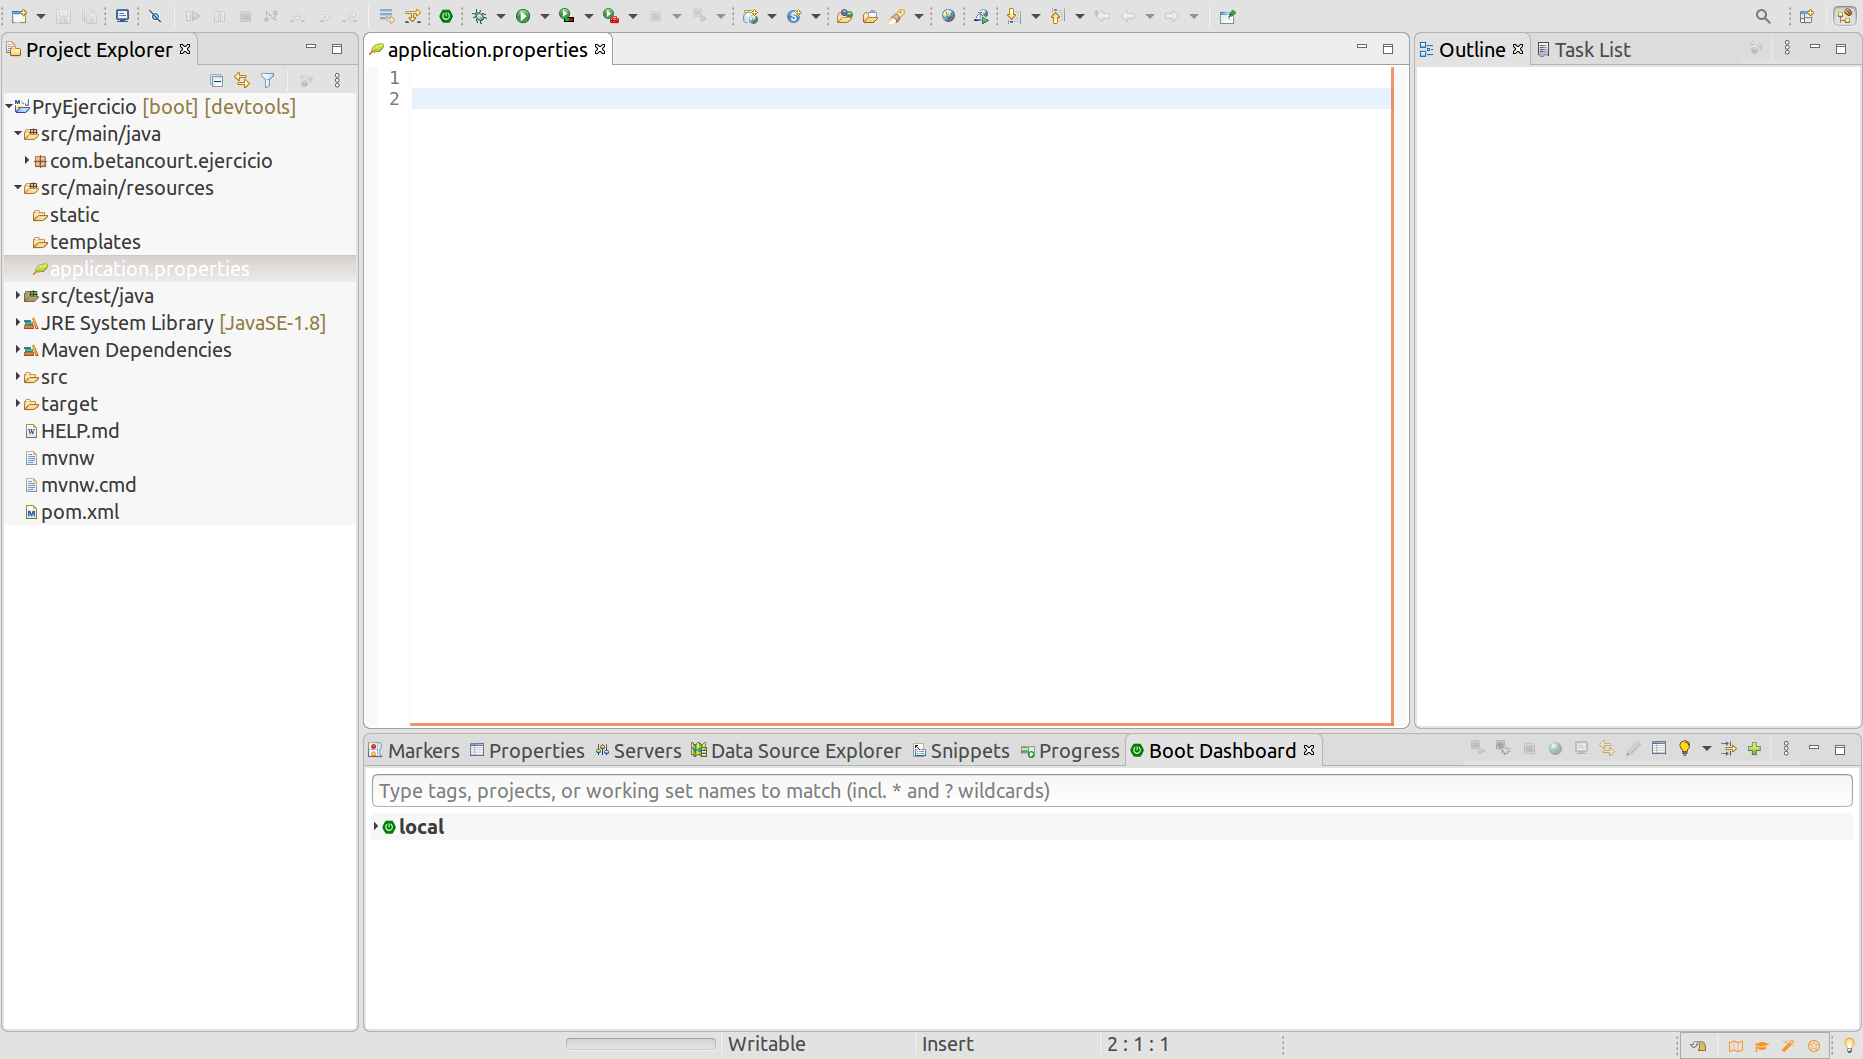 Project Explorer
PryEjercicio [boot] [devtools]
src/main/java
com.betancourt.ejercicio
src/main/resources
static
templates
application.properties
src/test/java
JRE System Library [JavaSE-1.8]
Maven Dependencies
src
target
HELP.md
mvnw
mvnw.cmd
pom.xml
application.properties
1
2
Outline
Task List
Markers
Properties
Servers
Data Source Explorer
Snippets
Progress
Boot Dashboard
Type tags, projects, or working set names to match (incl. * and ? wildcards)
local
Writable
Insert
2 : 1 : 1